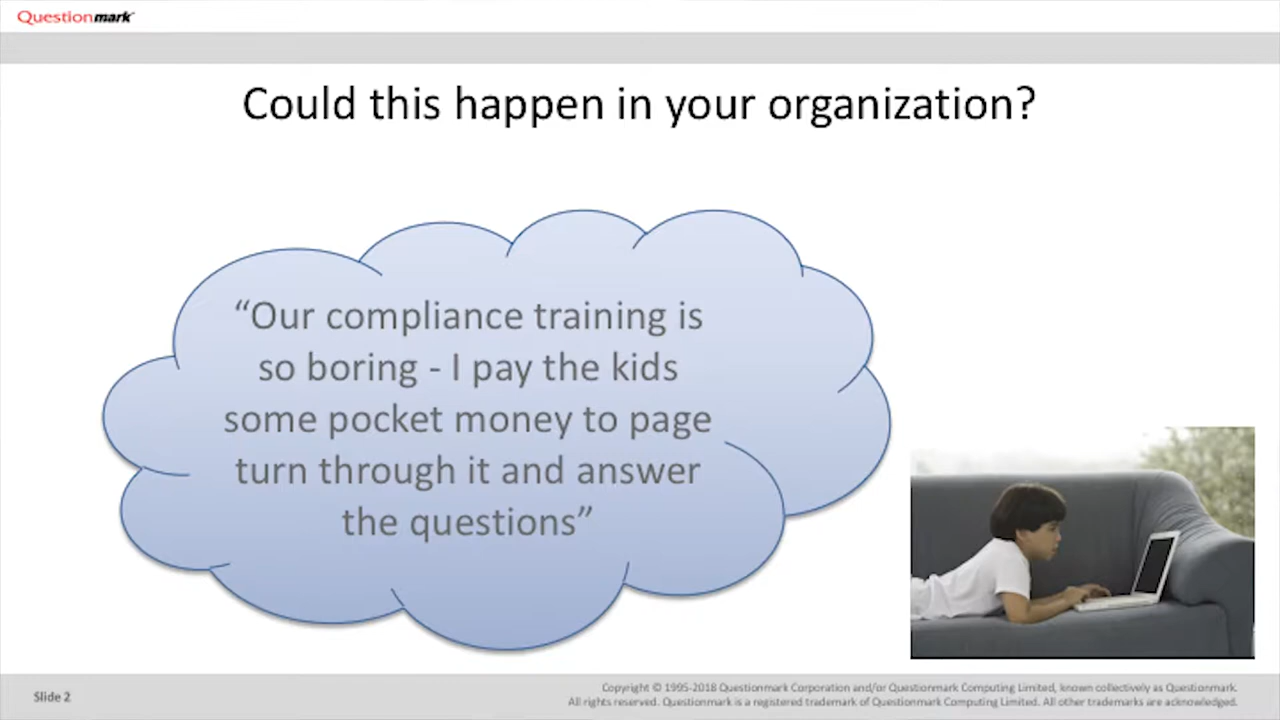 Questionmark
Could this happen in your organization?
“Our compliance training is
so boring - I pay the kids
some pocket money to page
turn through it and answer
the questions”
Slide 2
Copyright © 1995-2018 Questionmark Corporation and/or Questionmark Computing Limited, known collectively as Questionmark.
All rights reserved. Questionmark is a registered trademark of Questionmark Computing Limited. All other trademarks are acknowledged.